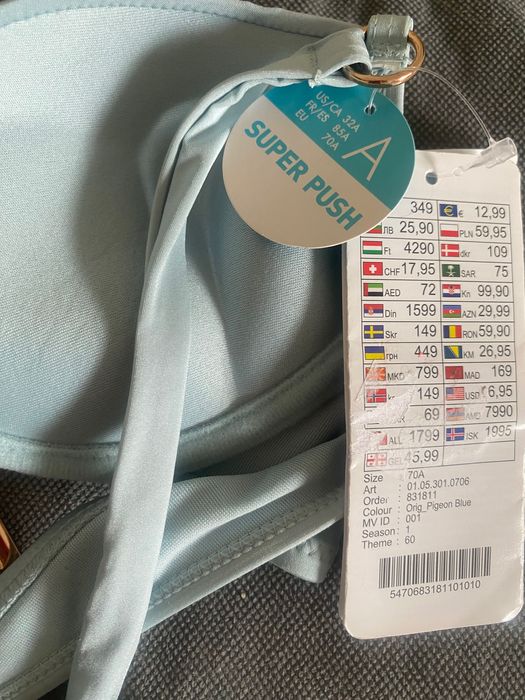 US/CA 32A
FR/ES 85A
EU 70A
A
SUPER PUSH
349 € 12,99
ЛВ 25,90 PLN 59,95
Ft 4290 dkr 109
CHF 17,95 SAR 75
AED 72 Kn 99,90
Din 1599 AZN 29,99
Skr 149 RON 59,90
грн 449 KM 26,95
MKD 799 MAD 169
149 USD 6,95
69 AMD 7990
ALL 1799 ISK 1995
GEL 45,99
Size : 70A
Art : 01.05.301.0706
Order : 831811
Colour : Orig_Pigeon Blue
MV ID : 001
Season : 1
Theme : 60
5470683181101010